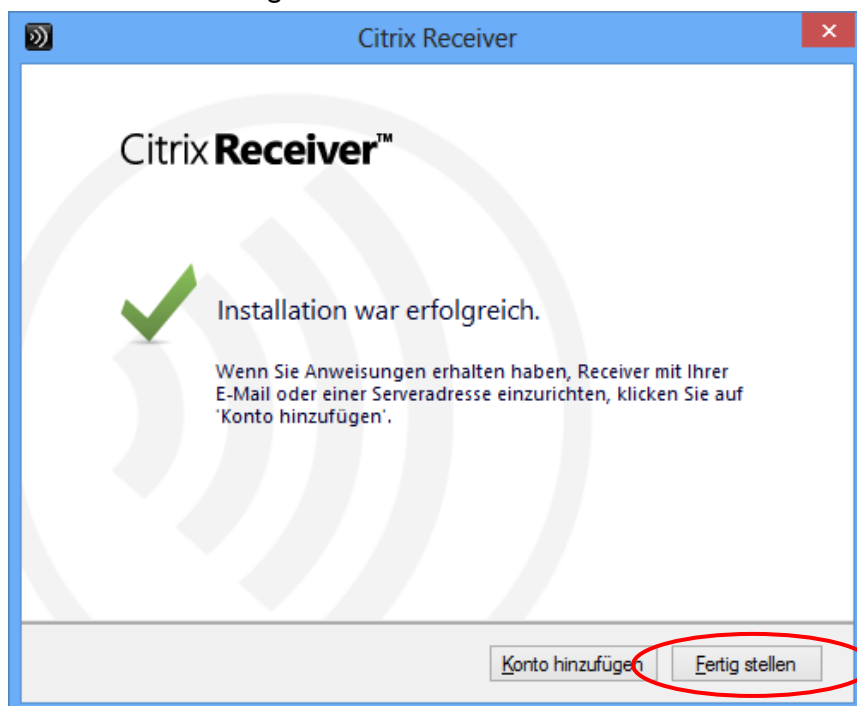 Citrix Receiver
Citrix Receiver™
Installation war erfolgreich.
Wenn Sie Anweisungen erhalten haben, Receiver mit Ihrer
E-Mail oder einer Serveradresse einzurichten, klicken Sie auf
'Konto hinzufügen'.
Konto hinzufügen
Fertig stellen